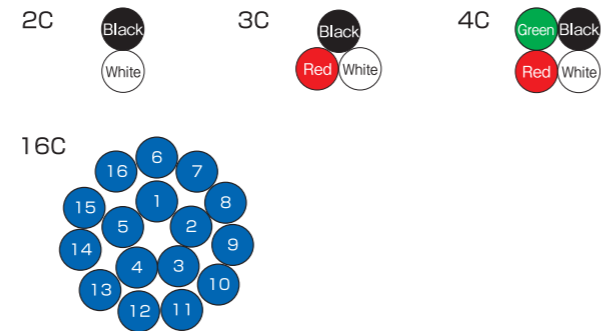 2C
Black
White
3C
Black
Red White
4C
Green Black
Red White
16C
6
16 7
1
15 8
5 2
14 9
4 3
13 10
12 11